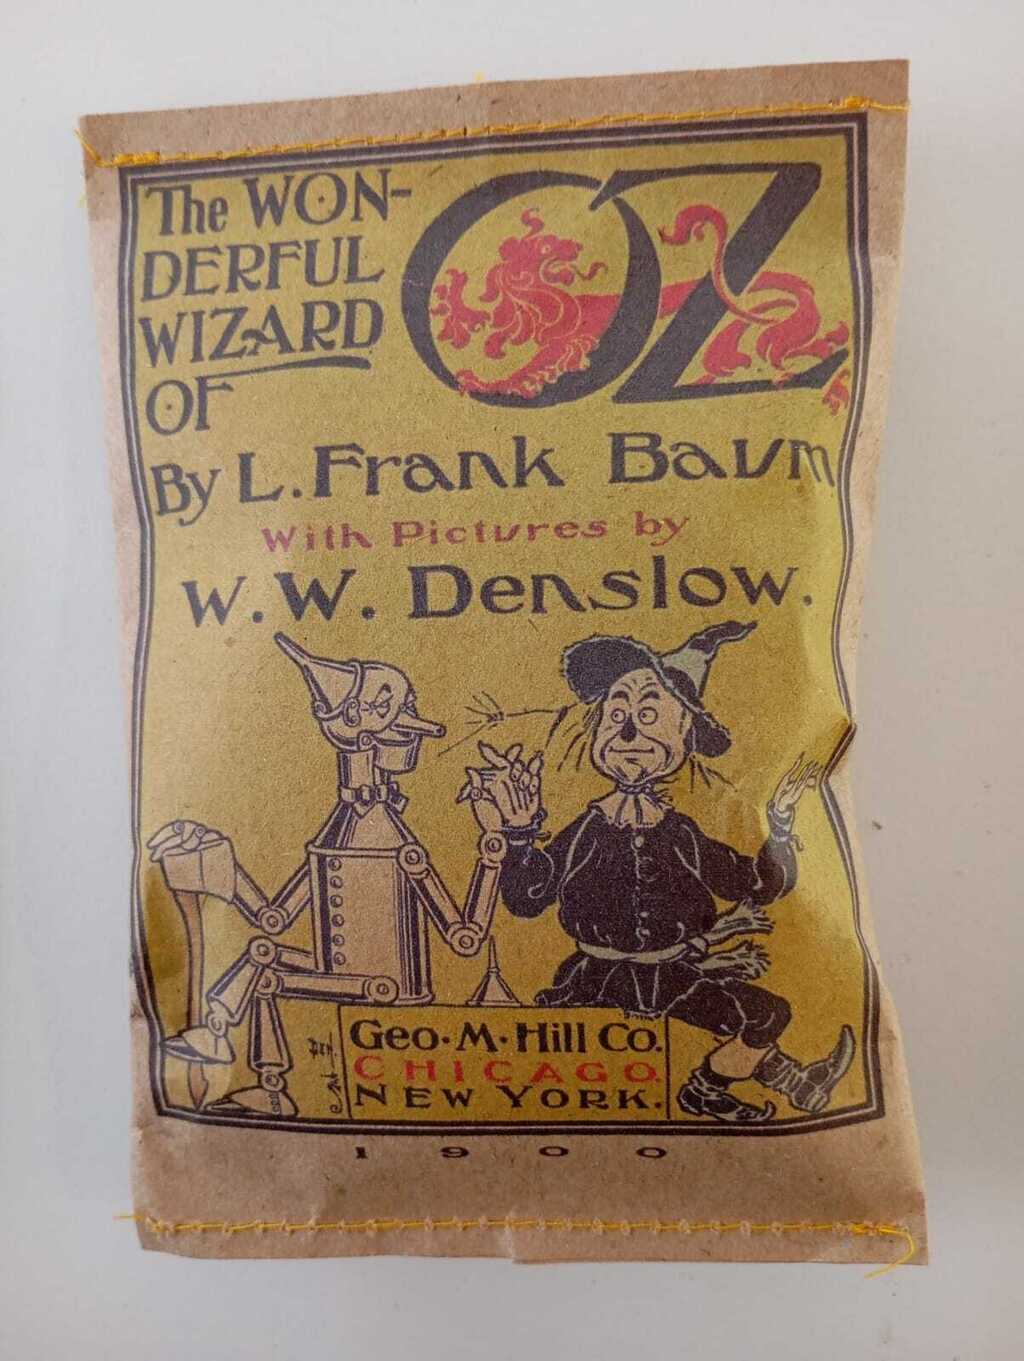 The WON-
DERFUL
WIZARD
OF
OZ
By L. Frank Baum
With Pictures by
W. W. Denslow.
DEN.
Geo. M. Hill Co.
CHICAGO.
NEW YORK.
1900